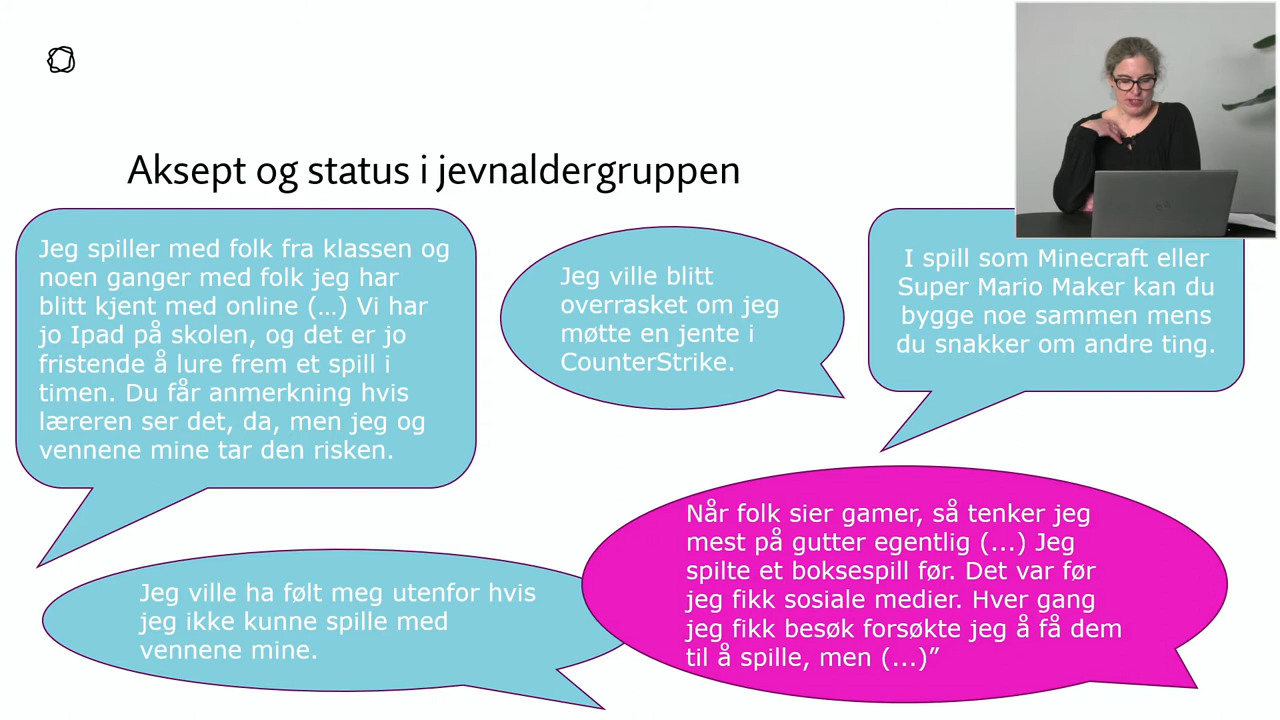 Aksept og status i jevnaldergruppen
Jeg spiller med folk fra klassen og
noen ganger med folk jeg har
blitt kjent med online (…) Vi har
jo Ipad på skolen, og det er jo
fristende å lure frem et spill i
timen. Du får anmerkning hvis
læreren ser det, da, men jeg og
vennene mine tar den risken.
Jeg ville blitt
overrasket om jeg
møtte en jente i
CounterStrike.
I spill som Minecraft eller
Super Mario Maker kan du
bygge noe sammen mens
du snakker om andre ting.
Jeg ville ha følt meg utenfor hvis
jeg ikke kunne spille med
vennene mine.
Når folk sier gamer, så tenker jeg
mest på gutter egentlig (...) Jeg
spilte et boksespill før. Det var før
jeg fikk sosiale medier. Hver gang
jeg fikk besøk forsøkte jeg å få dem
til å spille, men (...)”